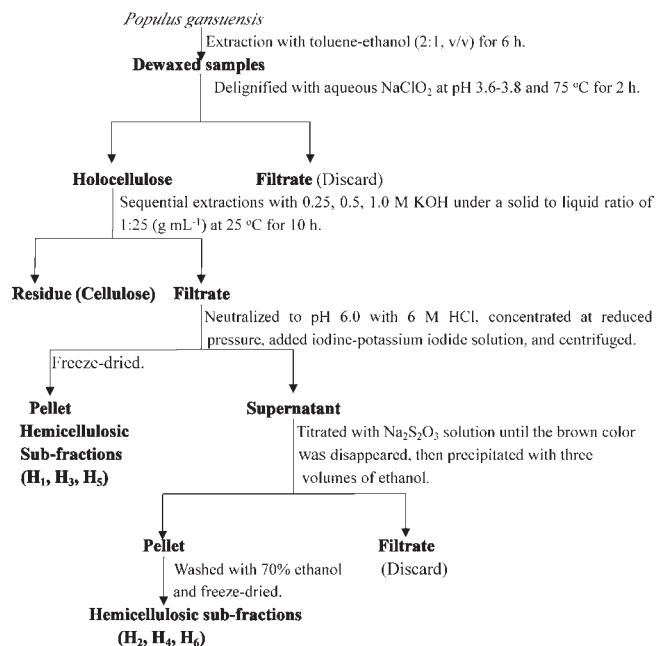 Populus gansuensis
Extraction with toluene-ethanol (2:1, v/v) for 6 h.
Dewaxed samples
Delignified with aqueous NaClO₂ at pH 3.6-3.8 and 75 °C for 2 h.
Holocellulose
Filtrate (Discard)
Sequential extractions with 0.25, 0.5, 1.0 M KOH under a solid to liquid ratio of
1:25 (g mL⁻¹) at 25 °C for 10 h.
Residue (Cellulose)
Filtrate
Neutralized to pH 6.0 with 6 M HCl, concentrated at reduced
pressure, added iodine-potassium iodide solution, and centrifuged.
Freeze-dried.
Pellet
Hemicellulosic
Sub-fractions
(H₁, H₃, H₅)
Supernatant
Titrated with Na₂S₂O₃ solution until the brown color
was disappeared, then precipitated with three
volumes of ethanol.
Pellet
Filtrate
(Discard)
Washed with 70% ethanol
and freeze-dried.
Hemicellulosic sub-fractions
(H₂, H₄, H₆)